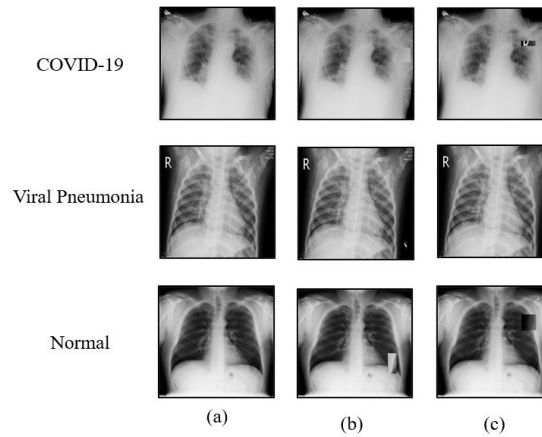 COVID-19
R
R
R
R
Viral Pneumonia
Normal
(a)
(b)
(c)